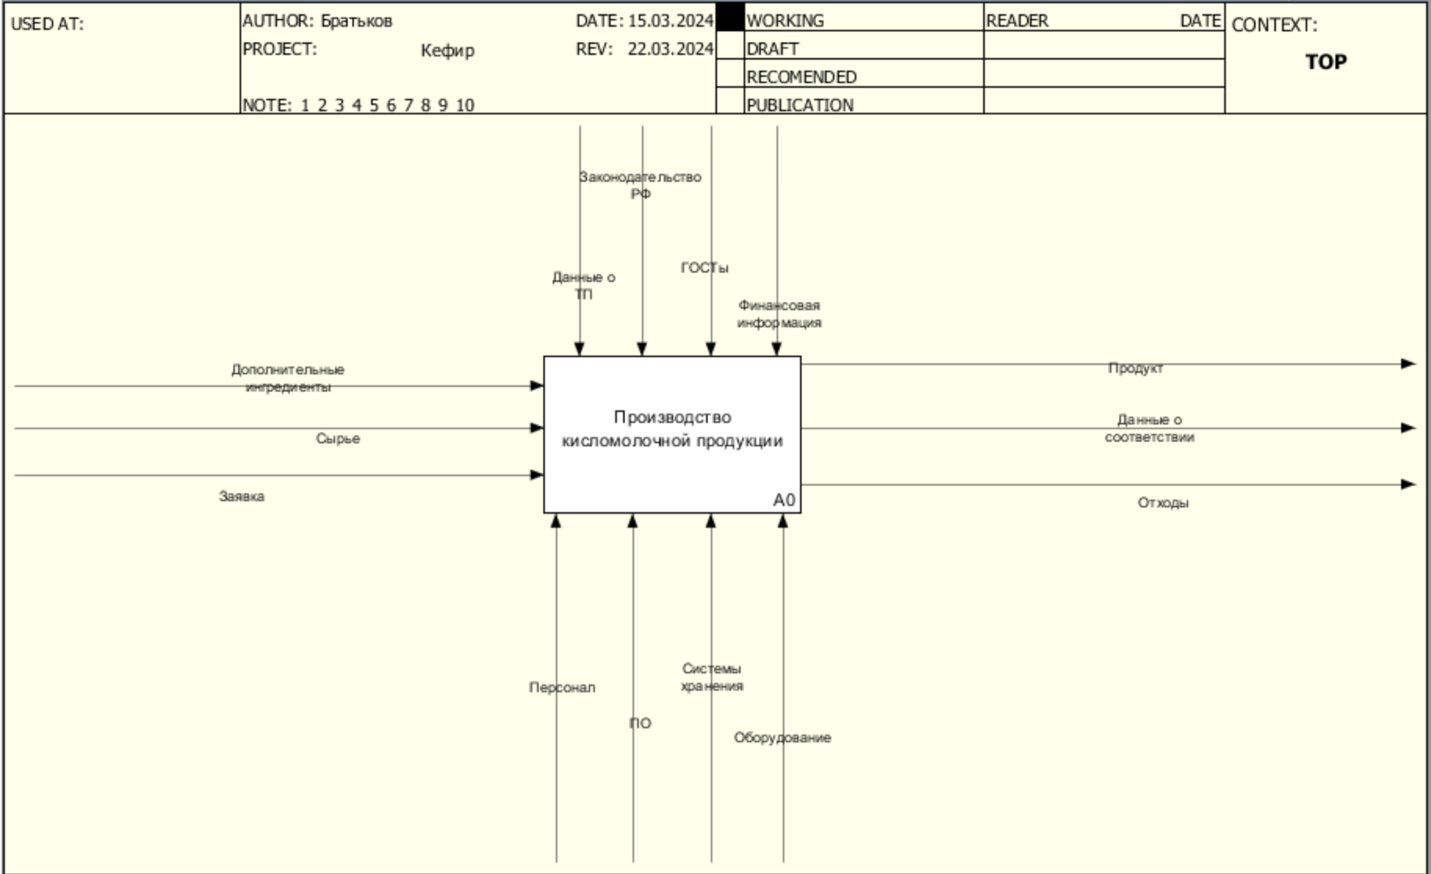 USED AT:
AUTHOR: Братьков
DATE: 15.03.2024
WORKING
READER
DATE
CONTEXT:
PROJECT:
Кефир
REV: 22.03.2024
DRAFT
TOP
RECOMENDED
NOTE: 1 2 3 4 5 6 7 8 9 10
PUBLICATION
Законодательство
РФ
Данные о
ТП
ГОСТы
Финансовая
информация
Дополнительные
ингредиенты
Сырье
Заявка
Производство
кисломолочной продукции
A0
Продукт
Данные о
соответствии
Отходы
Персонал
ПО
Системы
хранения
Оборудование